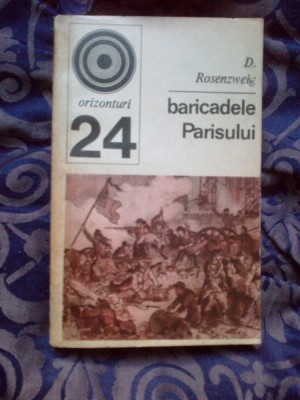 D.
Rosenzweig
orizonturi
24
baricadele
Parisului